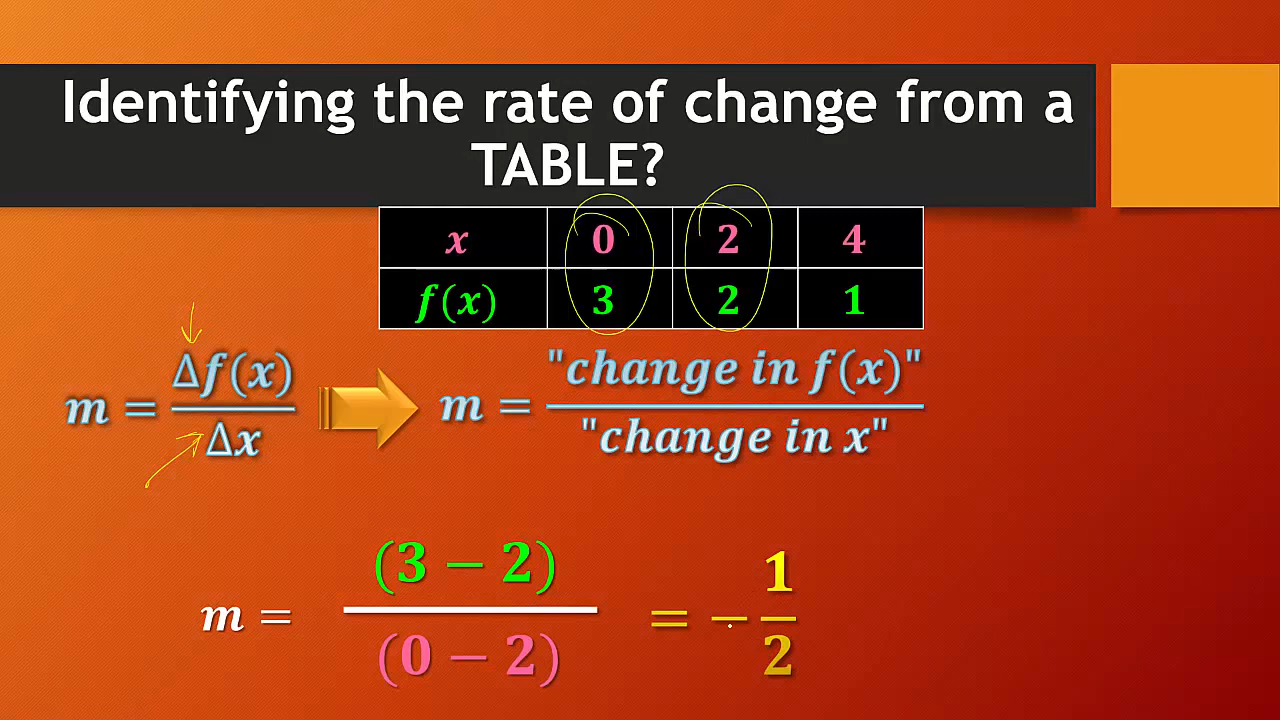 Identifying the rate of change from a
TABLE?
x 0 2 4
f(x) 3 2 1
m = Δf(x)/Δx m = "change in f(x)"/"change in x"
m = (3 − 2)/(0 − 2) = −1/2